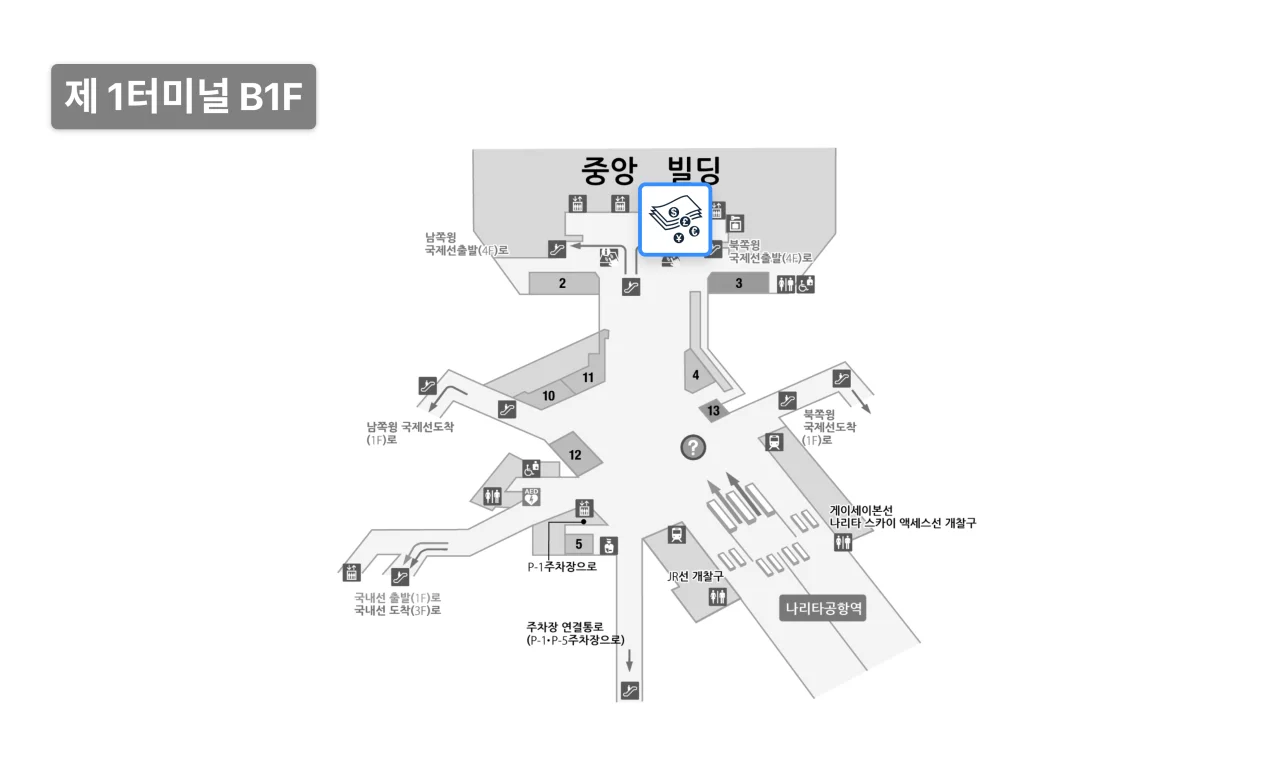 제 1터미널 B1F
중앙 빌딩
남쪽윙
국제선출발(4F)로
북쪽윙
국제선출발(4F)로
2
3
11
10
4
13
남쪽윙 국제선도착
(1F)로
북쪽윙
국제선도착
(1F)로
?
12
AED
게이세이본선
나리타 스카이 액세스선 개찰구
5
P-1주차장으로
JR선 개찰구
국내선 출발(1F)로
국내선 도착(3F)로
나리타공항역
주차장 연결통로
(P-1・P-5주차장으로)